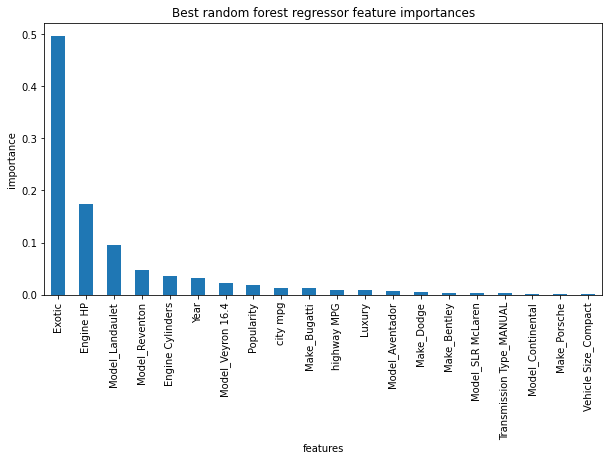 Best random forest regressor feature importances
importance
0.5
0.4
0.3
0.2
0.1
0.0
Exotic
Engine HP
Model_Landaulet
Model_Reventon
Engine Cylinders
Year
Model_Veyron 16.4
Popularity
city mpg
Make_Bugatti
highway MPG
Luxury
Model_Aventador
Make_Dodge
Make_Bentley
Model_SLR McLaren
Transmission Type_MANUAL
Model_Continental
Make_Porsche
Vehicle Size_Compact
features